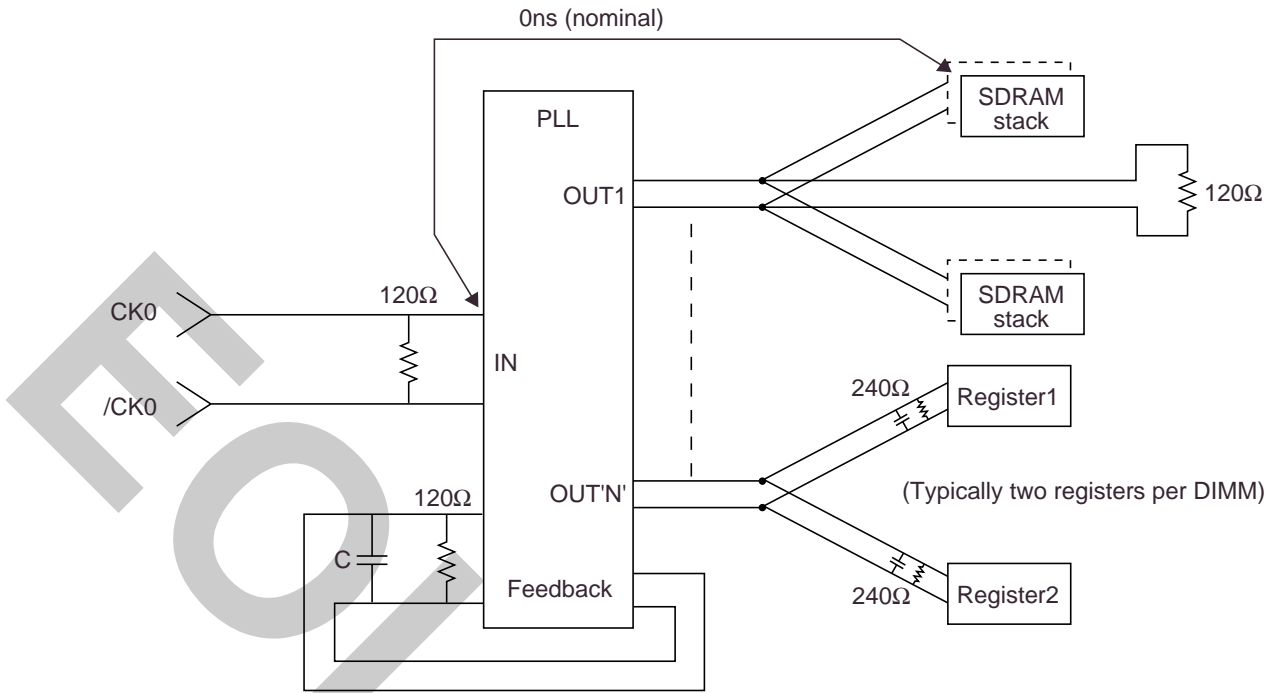 0ns (nominal)
PLL
SDRAM
stack
OUT1
120Ω
SDRAM
stack
CK0
120Ω
IN
/CK0
240Ω
Register1
OUT'N'
(Typically two registers per DIMM)
120Ω
C
Feedback
240Ω
Register2